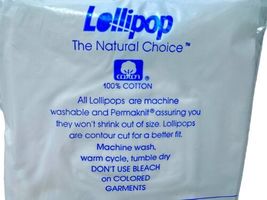 Lollipop
The Natural Choice™
COTTON ®
100% COTTON
All Lollipops are machine
washable and Permaknit® assuring you
they won't shrink out of size. Lollipops
are contour cut for a better fit.
Machine wash,
warm cycle, tumble dry
DON'T USE BLEACH
on COLORED
GARMENTS